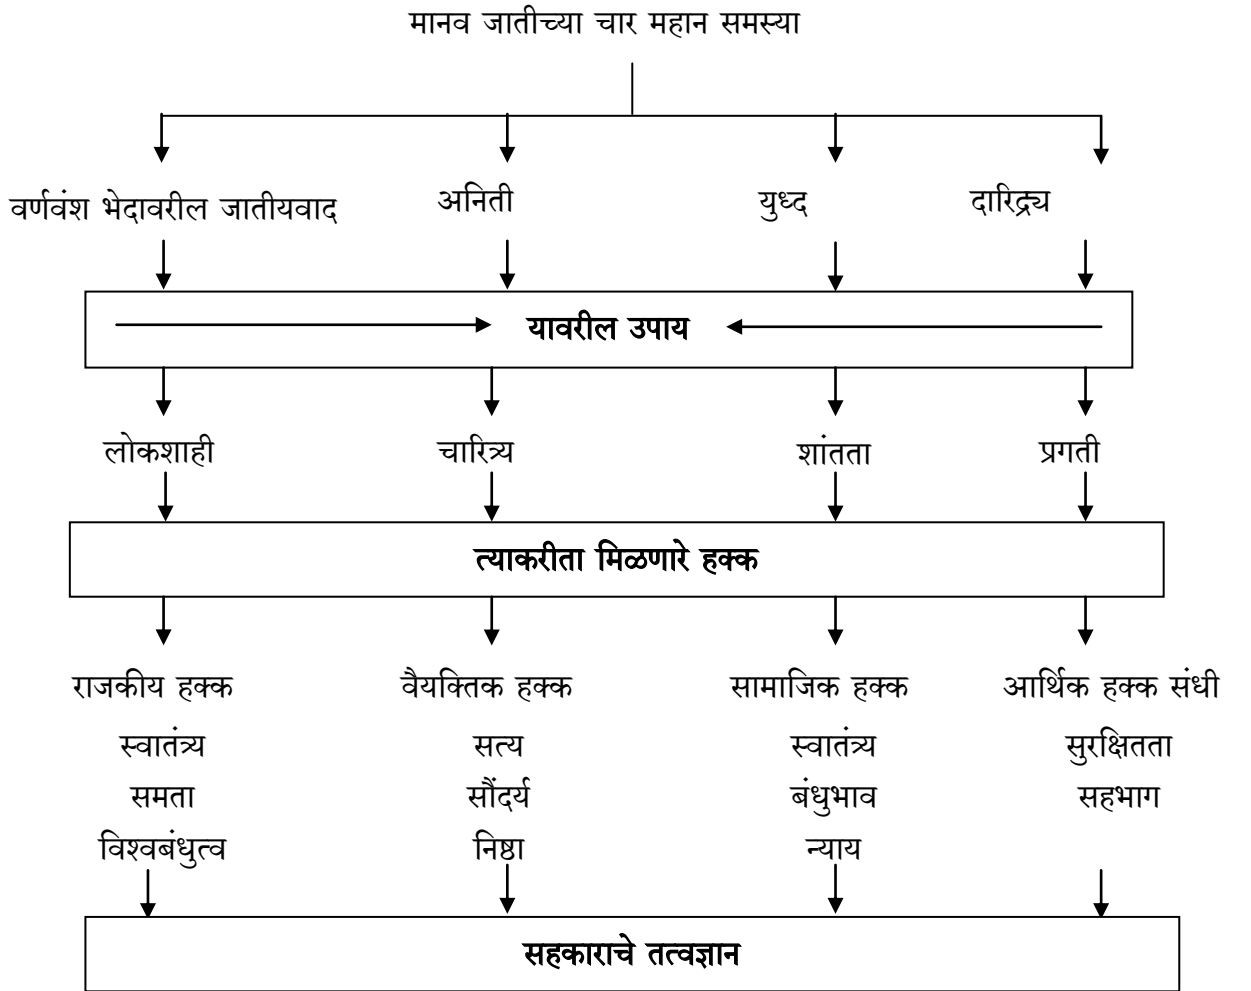 मानव जातीच्या चार महान समस्या
वर्णवंश भेदावरील जातीयवाद अनिती युध्द दारिद्र्य
यावरील उपाय
लोकशाही चारित्र्य शांतता प्रगती
त्याकरीता मिळणारे हक्क
राजकीय हक्क वैयक्तिक हक्क सामाजिक हक्क आर्थिक हक्क संधी
स्वातंत्र्य सत्य स्वातंत्र्य सुरक्षितता
समता सौंदर्य बंधुभाव सहभाग
विश्वबंधुत्व निष्ठा न्याय
सहकाराचे तत्वज्ञान